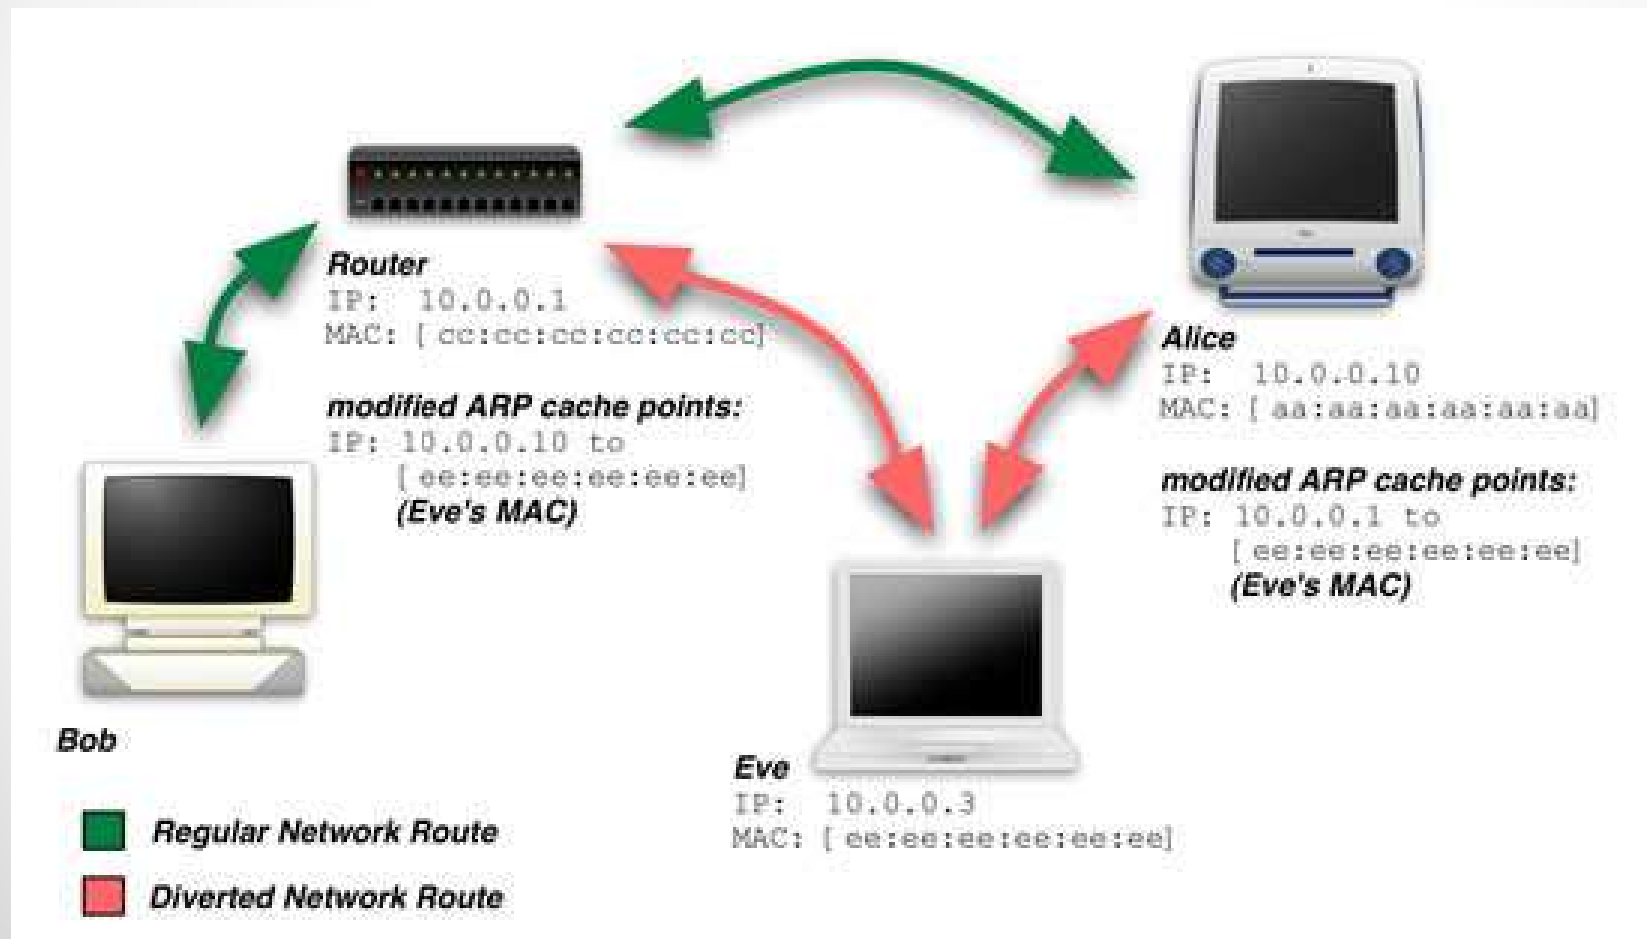 Router
IP: 10.0.0.1
MAC: [cc:cc:cc:cc:cc:cc]
modified ARP cache points:
IP: 10.0.0.10 to
[ee:ee:ee:ee:ee:ee]
(Eve's MAC)
Alice
IP: 10.0.0.10
MAC: [aa:aa:aa:aa:aa:aa]
modified ARP cache points:
IP: 10.0.0.1 to
[ee:ee:ee:ee:ee:ee]
(Eve's MAC)
Bob
Eve
IP: 10.0.0.3
MAC: [ee:ee:ee:ee:ee:ee]
Regular Network Route
Diverted Network Route